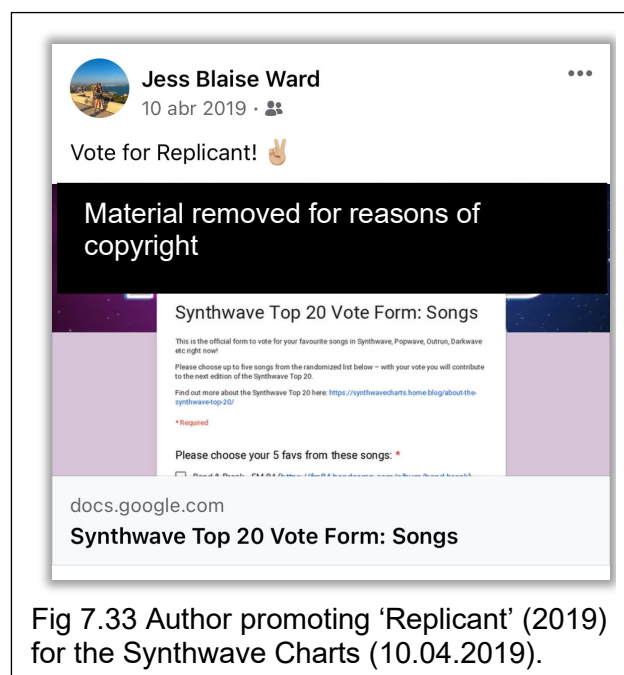 Jess Blaise Ward
10 abr 2019 ·
Vote for Replicant! ✌🏼
Material removed for reasons of
copyright
Synthwave Top 20 Vote Form: Songs
This is the official form to vote for your favourite songs in Synthwave, Popwave, Outrun, Darkwave
etc right now!
Please choose up to five songs from the randomized list below – with your vote you will contribute
to the next edition of the Synthwave Top 20.
Find out more about the Synthwave Top 20 here: https://synthwavecharts.home.blog/about-the-
synthwave-top-20/
* Required
Please choose your 5 favs from these songs: *
docs.google.com
Synthwave Top 20 Vote Form: Songs
Fig 7.33 Author promoting ‘Replicant’ (2019)
for the Synthwave Charts (10.04.2019).